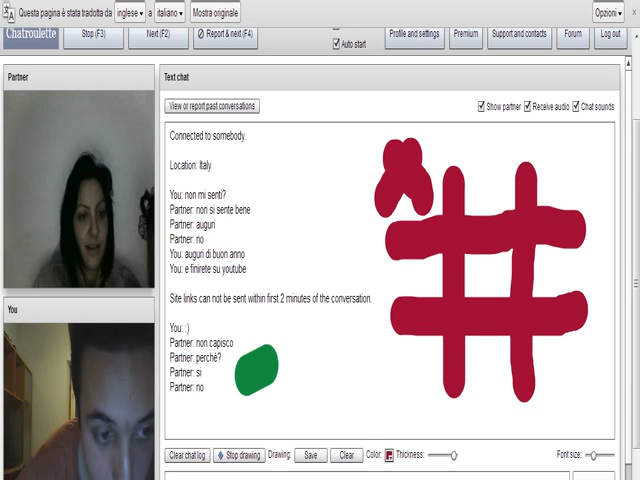 Questa pagina è stata tradotta da inglese a italiano Mostra originale Opzioni x
Chatroulette Stop (F3) Next (F2) Report & next (F4) Auto start Profile and settings Premium Support and contacts Forum Log out
Partner
Text chat
View or report past conversations
Show partner Receive audio Chat sounds
Connected to somebody.
Location: Italy
You: non mi senti?
Partner: non si sente bene
Partner: auguri
Partner: no
You: auguri di buon anno
You: e finirete su youtube
Site links can not be sent within first 2 minutes of the conversation.
You: :)
Partner: non capisco
Partner: perchè?
Partner: si
Partner: no
You
Clear chat log Stop drawing Drawing: Save Clear Color: Thickness: Font size: